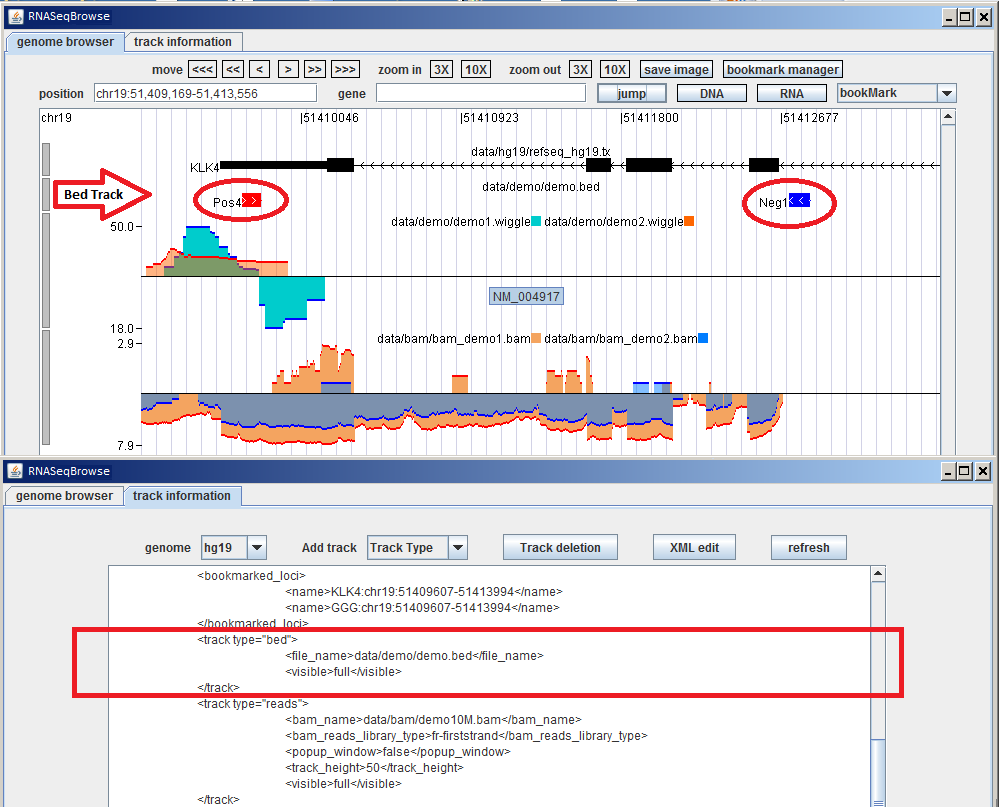 RNASeqBrowse
genome browser track information
move <<< << < > >> >>> zoom in 3X 10X zoom out 3X 10X save image bookmark manager
position chr19:51,409,169-51,413,556 gene jump DNA RNA bookMark
chr19 |51410046 |51410923 |51411800 |51412677
data/hg19/refseq_hg19.tx
KLK4
data/demo/demo.bed
Bed Track
Pos4 Neg1
data/demo/demo1.wiggle data/demo/demo2.wiggle
50.0
NM_004917
18.0
data/bam/bam_demo1.bam data/bam/bam_demo2.bam
2.9
7.9
RNASeqBrowse
genome browser track information
genome hg19 Add track Track Type Track deletion XML edit refresh
<bookmarked_loci>
<name>KLK4:chr19:51409607-51413994</name>
<name>GGG:chr19:51409607-51413994</name>
</bookmarked_loci>
<track type="bed">
<file_name>data/demo/demo.bed</file_name>
<visible>full</visible>
</track>
<track type="reads">
<bam_name>data/bam/demo10M.bam</bam_name>
<bam_reads_library_type>fr-firststrand</bam_reads_library_type>
<popup_window>false</popup_window>
<track_height>50</track_height>
<visible>full</visible>
</track>